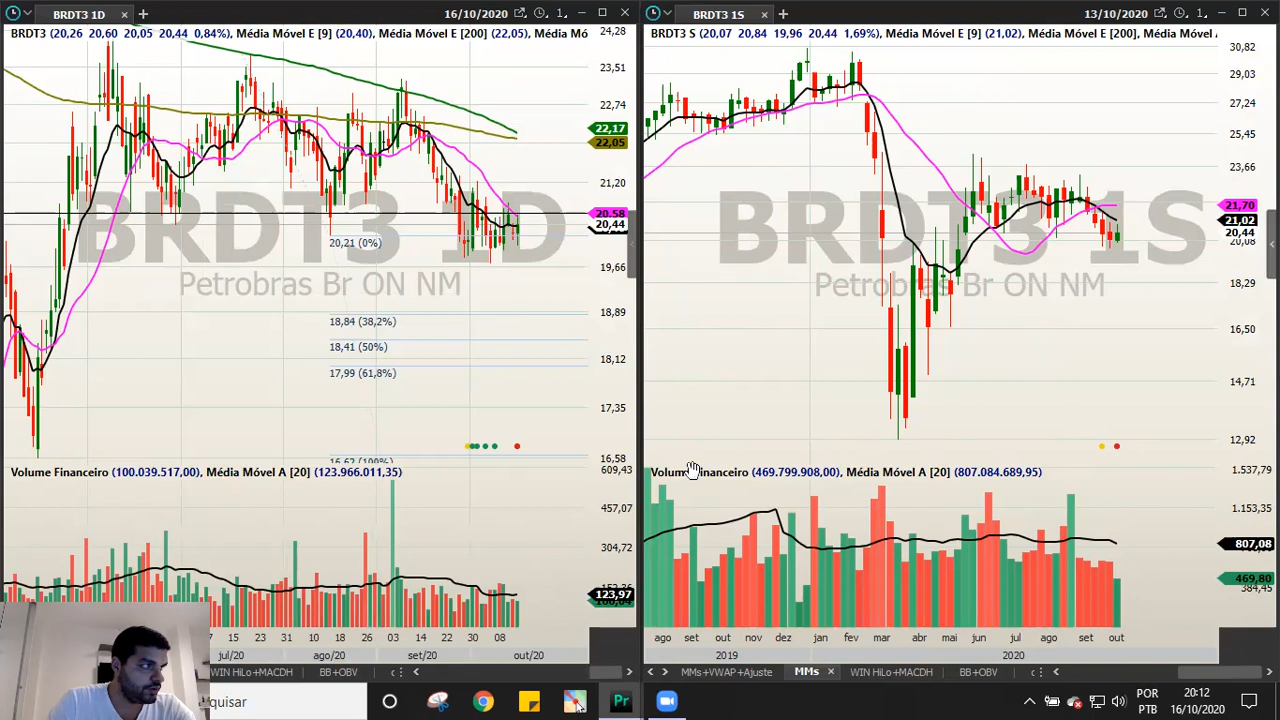 BRDT3 1D
16/10/2020
1
BRDT3 (20,26 20,60 20,05 20,44 0,84%), Média Móvel E [9] (20,40), Média Móvel E [200] (22,05), Média Mó
24,28
23,51
22,74
22,17
22,05
21,20
20,58
20,44
19,66
18,89
18,12
17,35
16,58
BRDT3 1D
Petrobras Br ON NM
20,21 (0%)
18,84 (38,2%)
18,41 (50%)
17,99 (61,8%)
16,62 (100%)
Volume Financeiro (100.039.517,00), Média Móvel A [20] (123.966.011,35)
609,43
457,07
304,72
123,97
15 23 31 10 18 26 03 14 22 30 08
jul/20 ago/20 set/20 out/20
WIN HiLo+MACDH BB+OBV
BRDT3 1S
13/10/2020
1
BRDT3 S (20,07 20,84 19,96 20,44 1,69%), Média Móvel E [9] (21,02), Média Móvel E [200], Média Móvel
30,82
29,03
27,24
25,45
23,66
21,70
21,02
20,44
20,08
18,29
16,50
14,71
12,92
BRDT3 1S
Petrobras Br ON NM
Volume Financeiro (469.799.908,00), Média Móvel A [20] (807.084.689,95)
1.537,79
1.153,35
807,08
469,80
384,45
ago set out nov dez jan fev mar abr mai jun jul ago set out
2019 2020
MMs+VWAP+Ajuste MMs WIN HiLo+MACDH BB+OBV
quisar
Pr
POR
PTB
20:12
16/10/2020